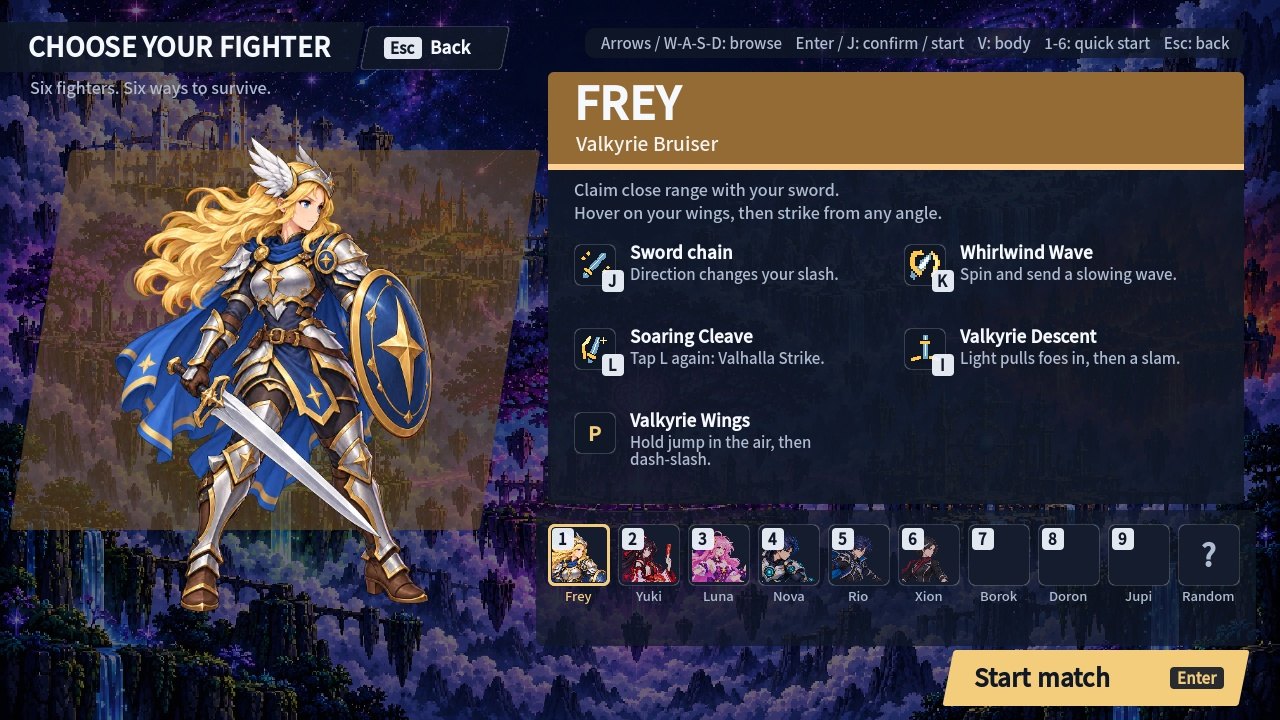 CHOOSE YOUR FIGHTER
Esc Back
Arrows / W-A-S-D: browse Enter / J: confirm / start V: body 1-6: quick start Esc: back
Six fighters. Six ways to survive.
FREY
Valkyrie Bruiser
Claim close range with your sword.
Hover on your wings, then strike from any angle.
Sword chain
J
Direction changes your slash.
Whirlwind Wave
K
Spin and send a slowing wave.
Soaring Cleave
L
Tap L again: Valhalla Strike.
Valkyrie Descent
I
Light pulls foes in, then a slam.
P
Valkyrie Wings
Hold jump in the air, then
dash-slash.
1 2 3 4 5 6 7 8 9 ?
Frey Yuki Luna Nova Rio Xion Borok Doron Jupi Random
Start match Enter